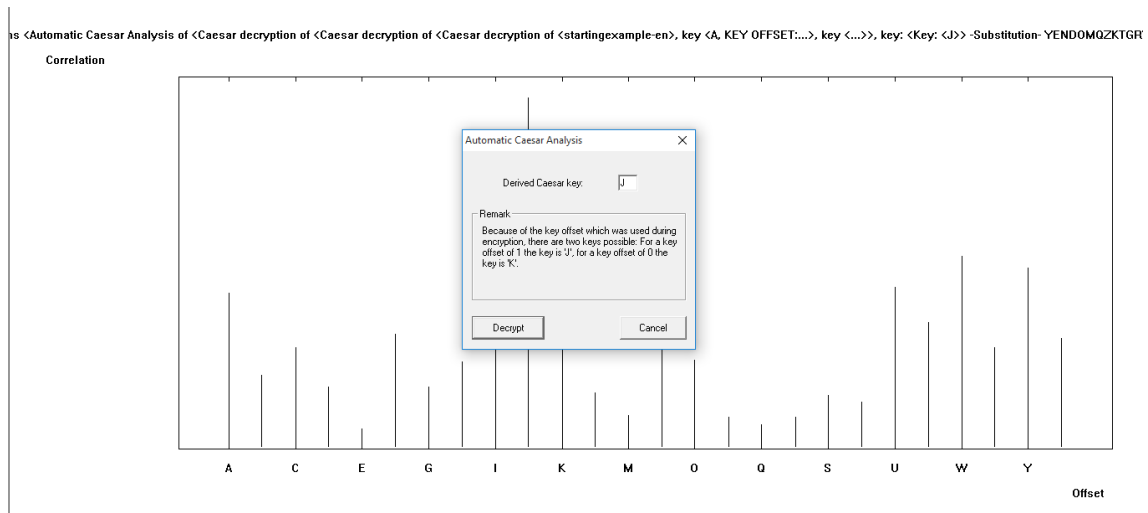 ns <Automatic Caesar Analysis of <Caesar decryption of <Caesar decryption of <Caesar decryption of <startingexample-en>, key <A, KEY OFFSET:...>, key <...>>, key: <Key: <J>> -Substitution- YENDOMQZKTGR
Correlation
Automatic Caesar Analysis
Derived Caesar key: J
Remark
Because of the key offset which was used during
encryption, there are two keys possible: For a key
offset of 1 the key is 'J', for a key offset of 0 the
key is 'K'.
Decrypt Cancel
A C E G I K M O Q S U W Y
Offset